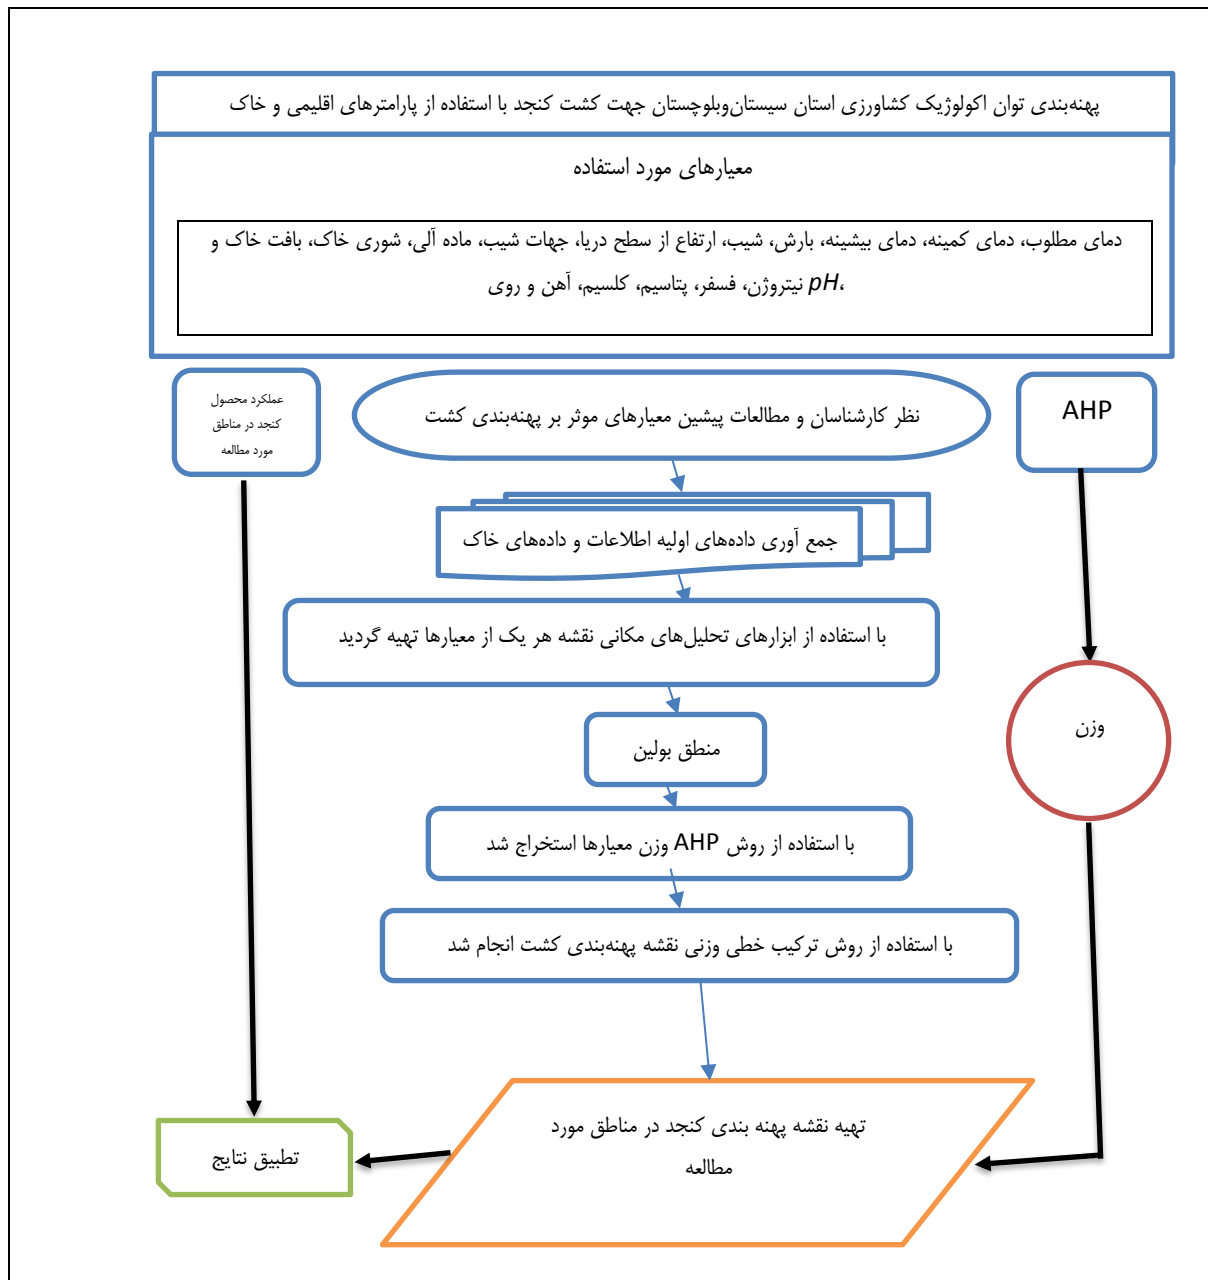 پهنه‌بندی توان اکولوژیک کشاورزی استان سیستان‌وبلوچستان جهت کشت کنجد با استفاده از پارامترهای اقلیمی و خاک
معیارهای مورد استفاده
دمای مطلوب، دمای کمینه، دمای بیشینه، بارش، شیب، ارتفاع از سطح دریا، جهات شیب، ماده آلی، شوری خاک، بافت خاک و
pH، نیتروژن، فسفر، پتاسیم، کلسیم، آهن و روی
AHP
نظر کارشناسان و مطالعات پیشین معیارهای موثر بر پهنه‌بندی کشت
عملکرد محصول
کنجد در مناطق
مورد مطالعه
جمع آوری داده‌های اولیه اطلاعات و داده‌های خاک
با استفاده از ابزارهای تحلیل‌های مکانی نقشه هر یک از معیارها تهیه گردید
وزن
منطق بولین
با استفاده از روش AHP وزن معیارها استخراج شد
با استفاده از روش ترکیب خطی وزنی نقشه پهنه‌بندی کشت انجام شد
تهیه نقشه پهنه بندی کنجد در مناطق مورد
مطالعه
تطبیق نتایج